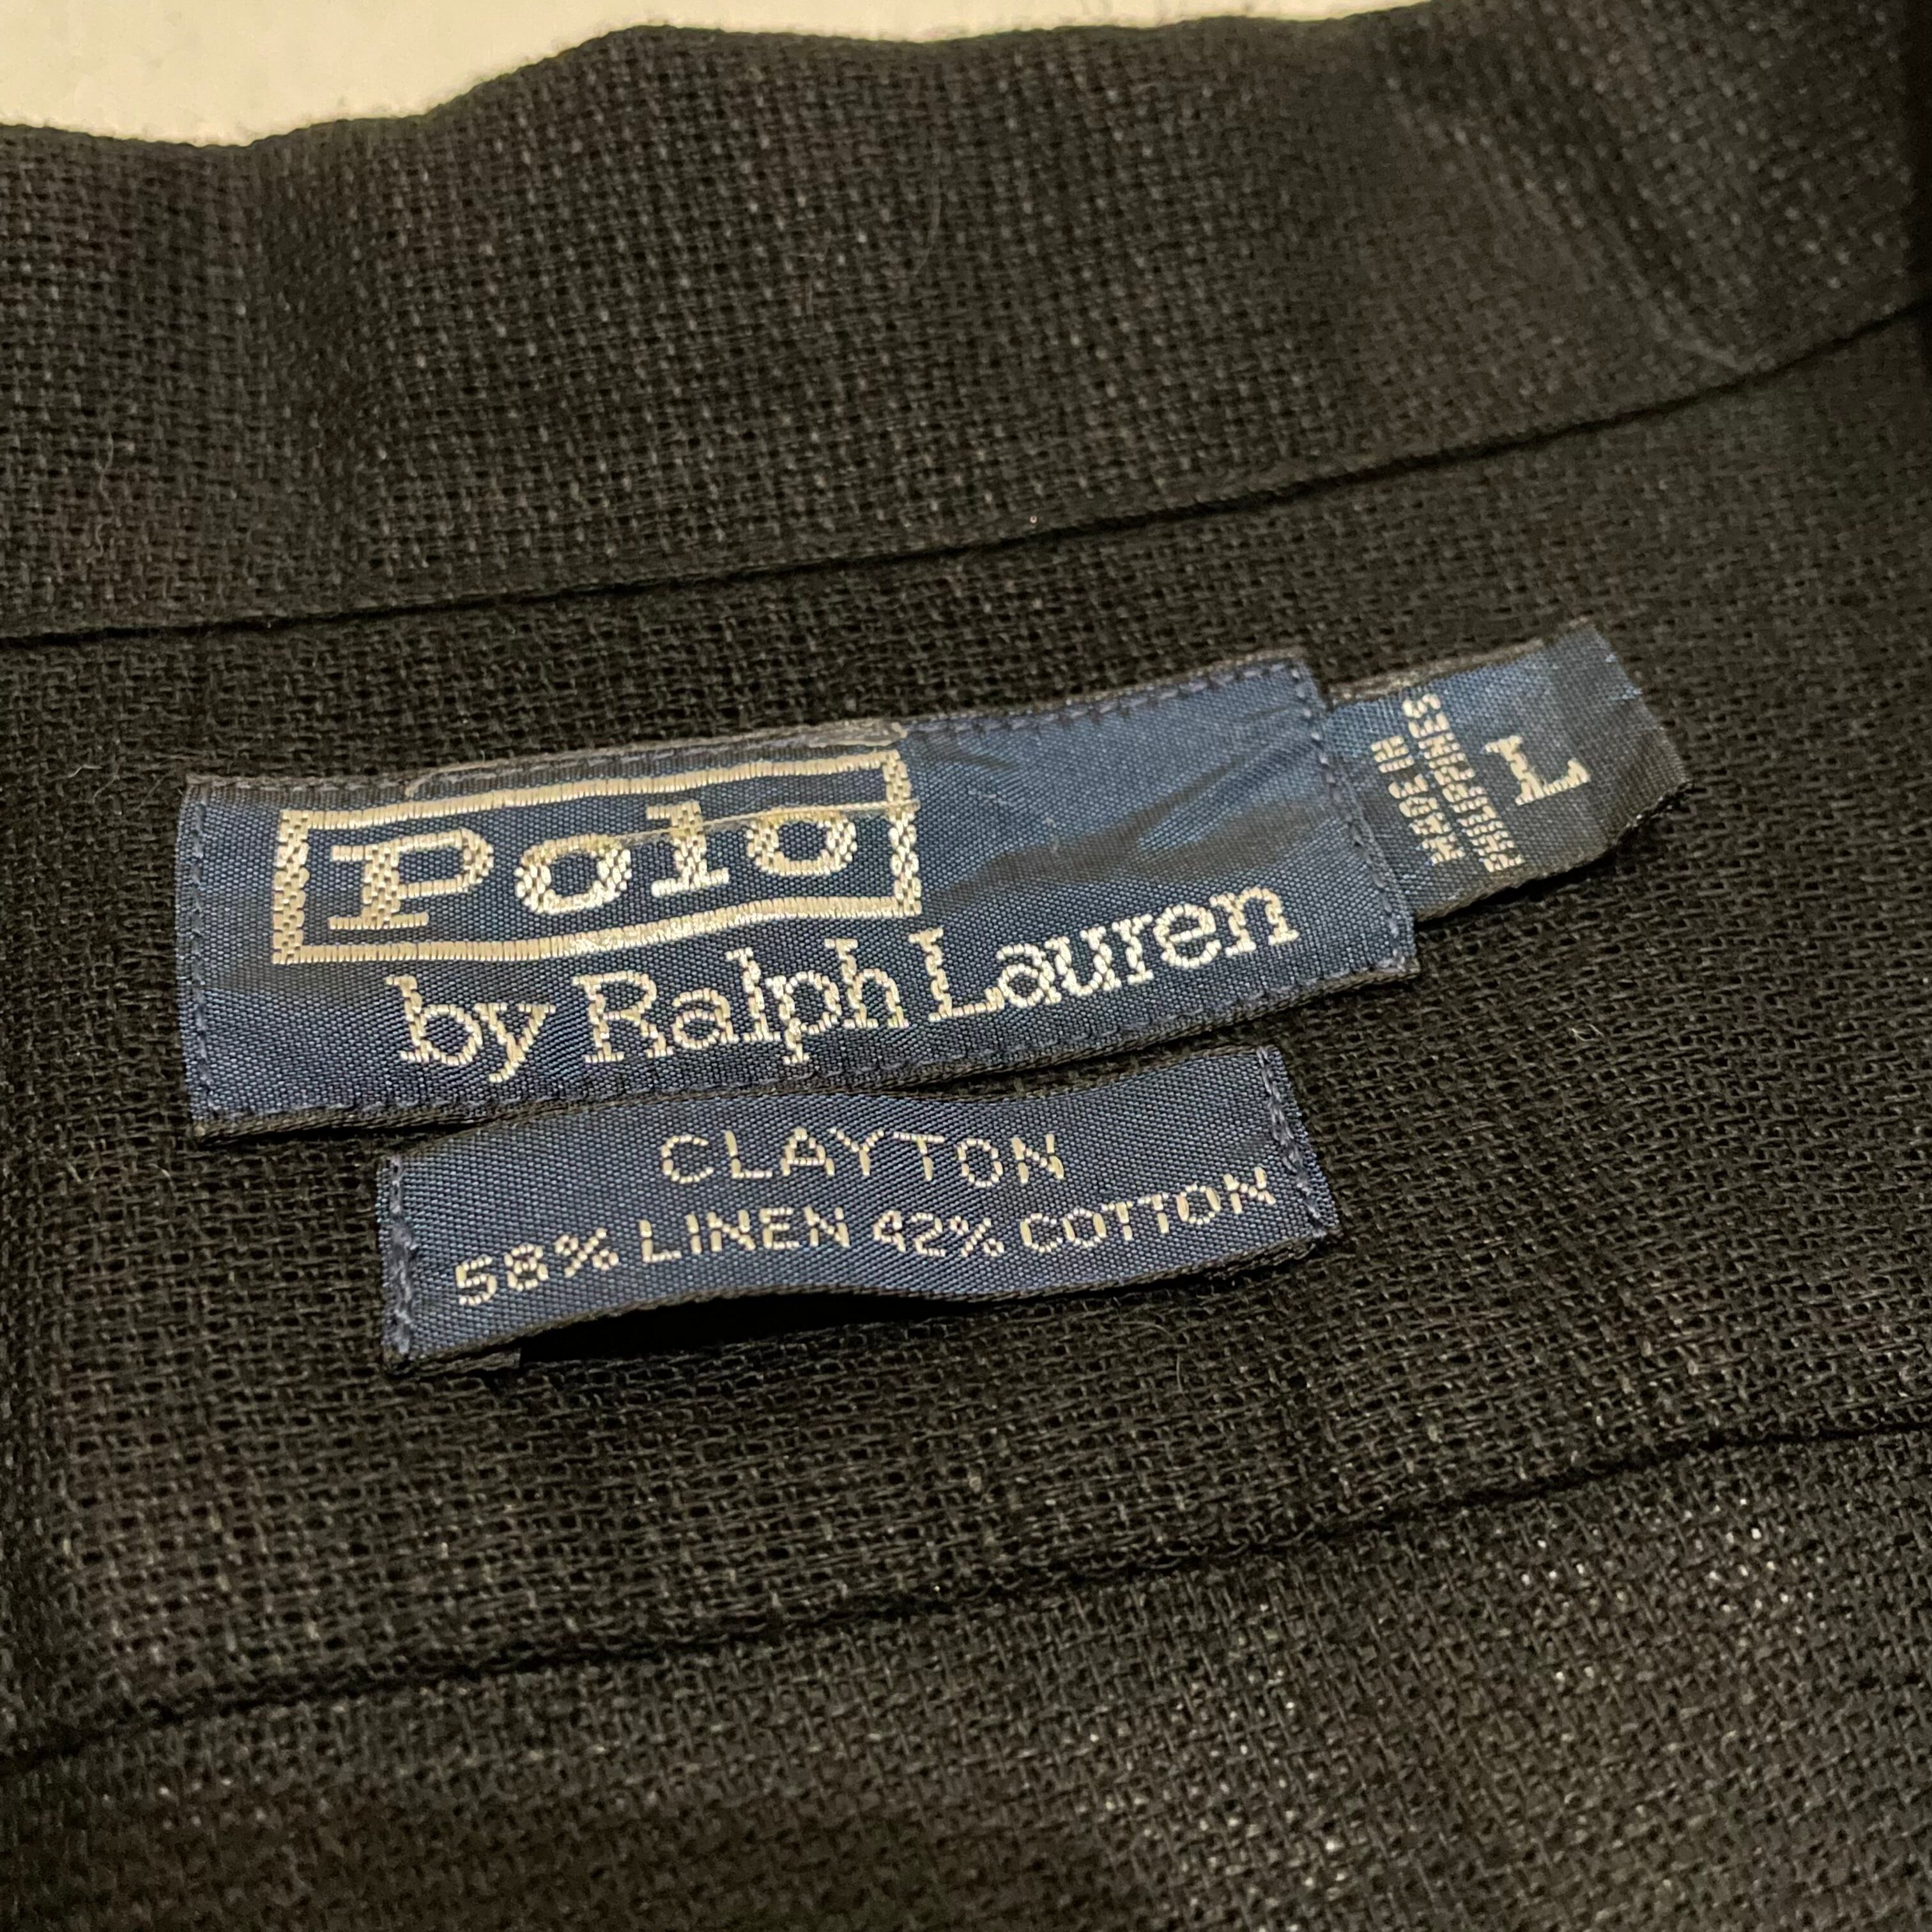 Polo
by Ralph Lauren
L
MADE IN
PHILIPPINES
CLAYTON
58% LINEN 42% COTTON